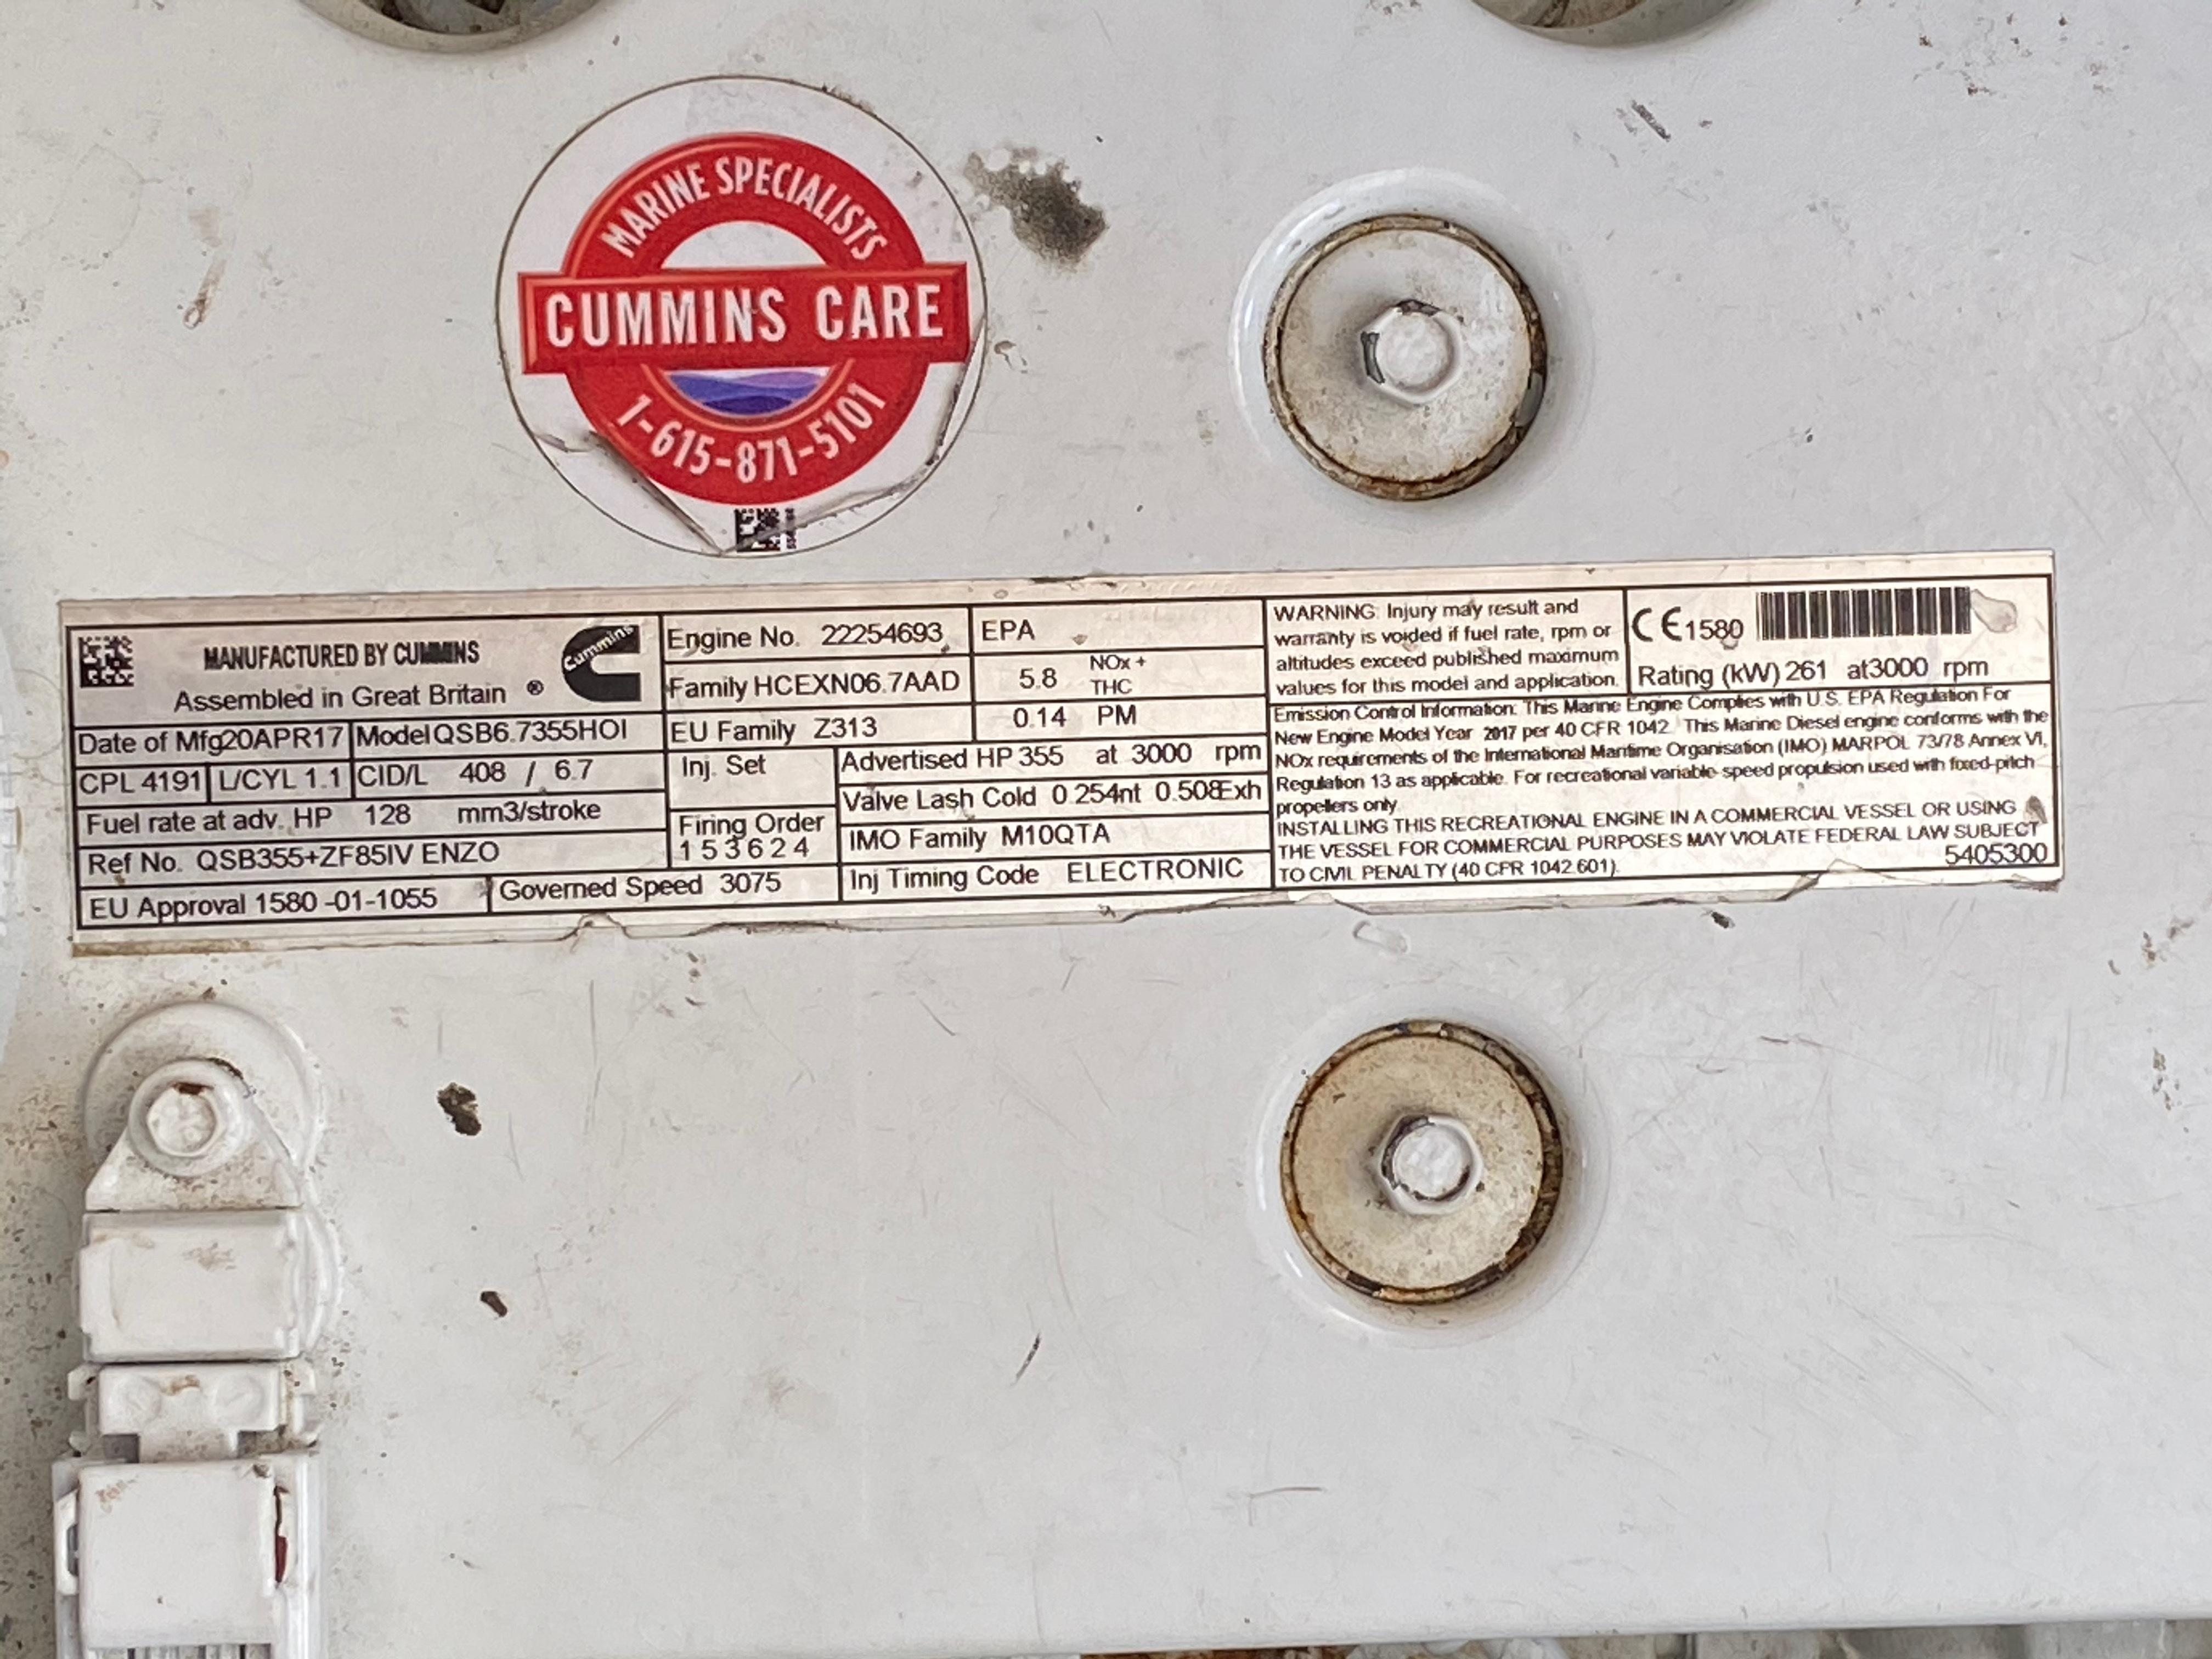 MARINE SPECIALISTS
CUMMINS CARE
1-615-871-5101
MANUFACTURED BY CUMMINS
Assembled in Great Britain ®
Cummins
Date of Mfg20APR17 Model QSB6.7355HOI
CPL 4191 L/CYL 1.1 CID/L 408 / 6.7
Fuel rate at adv. HP 128 mm3/stroke
Ref No. QSB355+ZF85IV ENZO
EU Approval 1580 -01-1055 Governed Speed 3075
Engine No. 22254693
Family HCEXN06.7AAD
EU Family Z313
Inj. Set
Firing Order
1 5 3 6 2 4
EPA
5.8 NOx + THC
0.14 PM
Advertised HP 355 at 3000 rpm
Valve Lash Cold 0.254nt 0.508Exh
IMO Family M10QTA
Inj Timing Code ELECTRONIC
WARNING: Injury may result and
warranty is voided if fuel rate, rpm or
altitudes exceed published maximum
values for this model and application.
CE1580
Rating (kW) 261 at3000 rpm
Emission Control Information: This Marine Engine Complies with U.S. EPA Regulation For
New Engine Model Year 2017 per 40 CFR 1042. This Marine Diesel engine conforms with the
NOx requirements of the International Maritime Organisation (IMO) MARPOL 73/78 Annex VI,
Regulation 13 as applicable. For recreational variable-speed propulsion used with fixed-pitch
propellers only.
INSTALLING THIS RECREATIONAL ENGINE IN A COMMERCIAL VESSEL OR USING
THE VESSEL FOR COMMERCIAL PURPOSES MAY VIOLATE FEDERAL LAW SUBJECT
TO CIVIL PENALTY (40 CFR 1042.601).
5405300